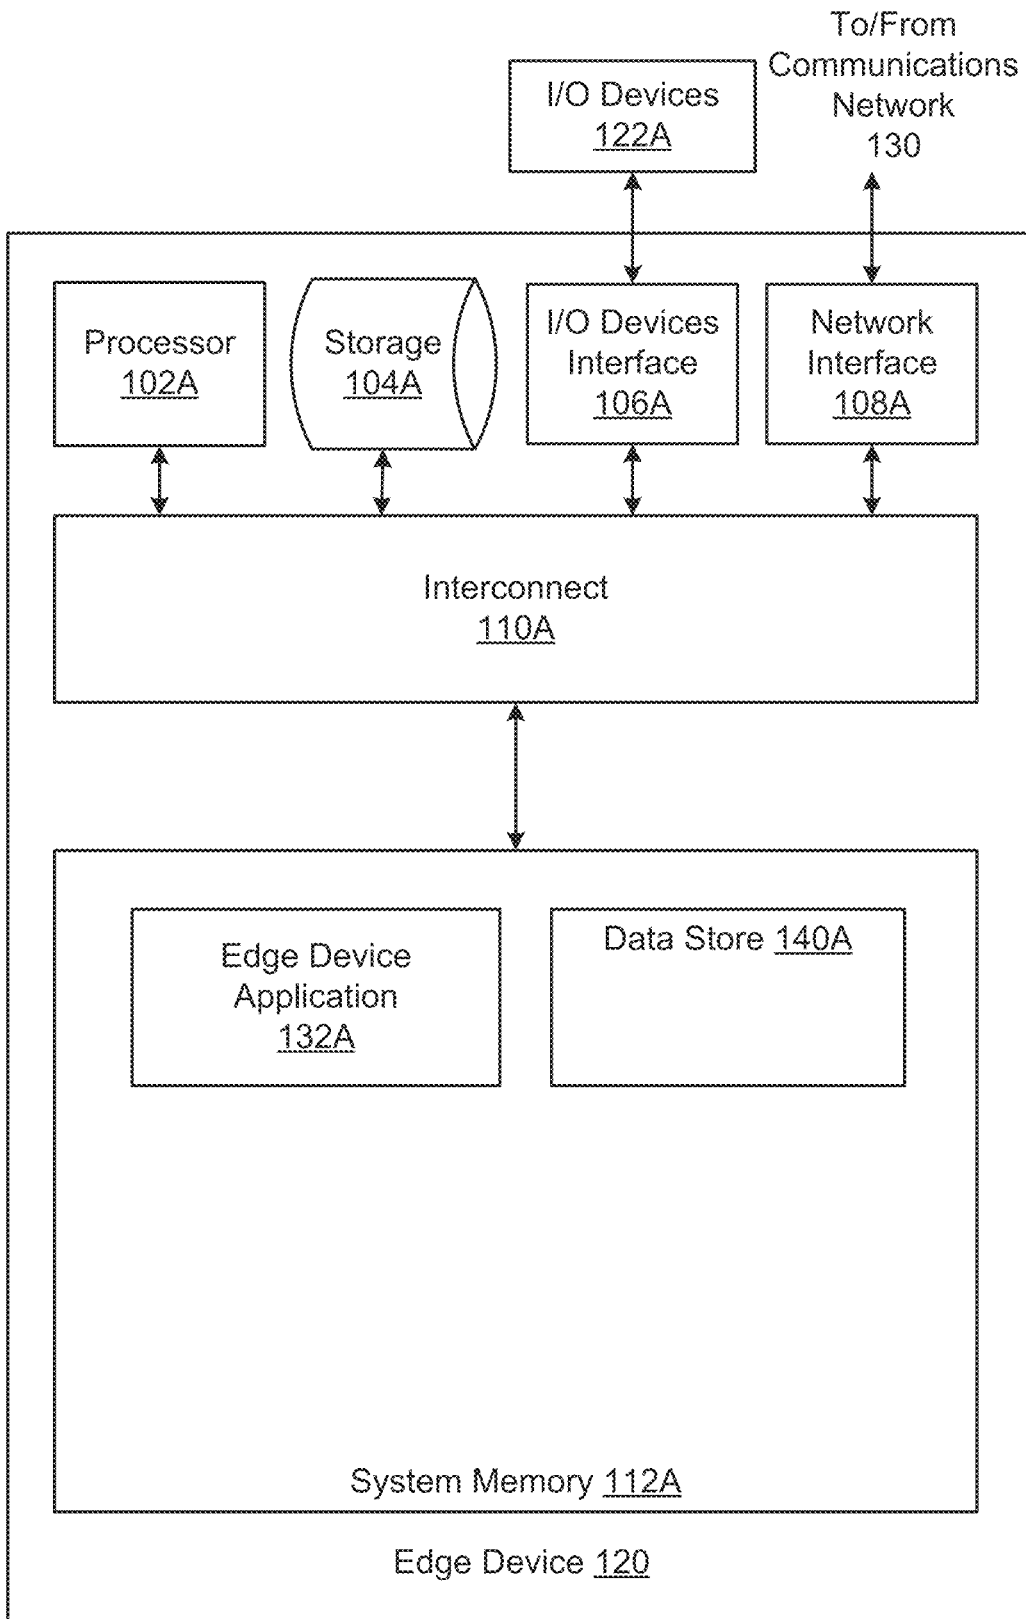 To/From
Communications
Network
130
I/O Devices
122A
Processor
102A
Storage
104A
I/O Devices
Interface
106A
Network
Interface
108A
Interconnect
110A
Edge Device
Application
132A
Data Store 140A
System Memory 112A
Edge Device 120